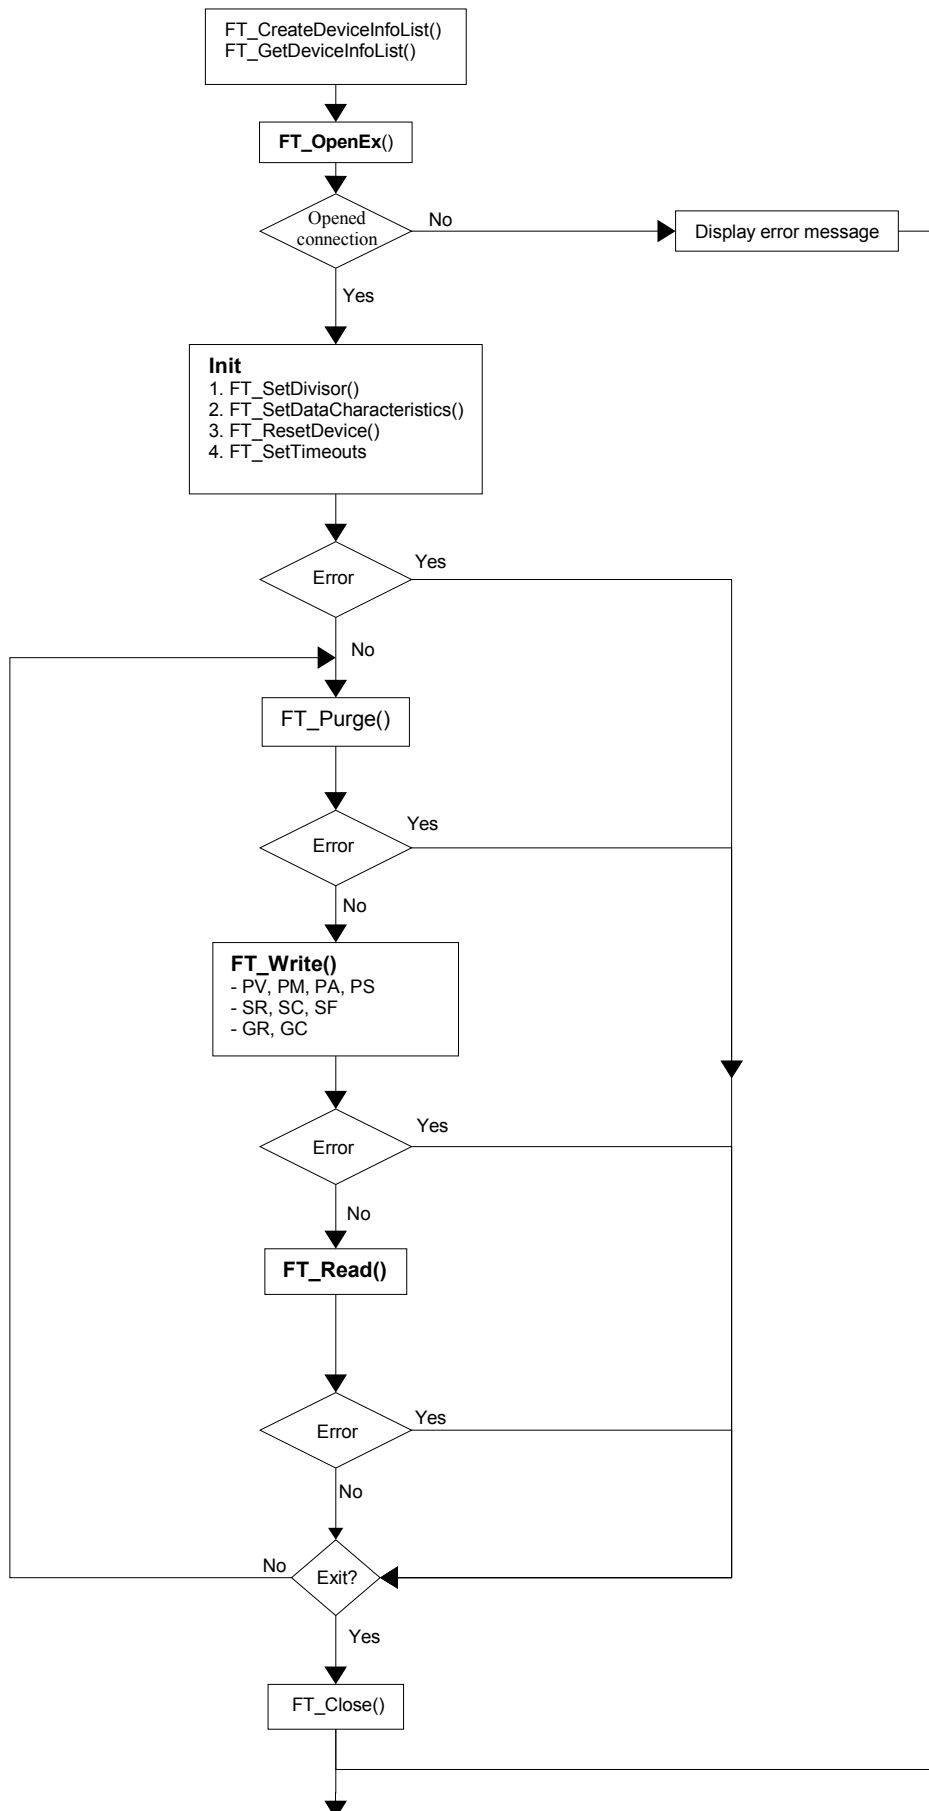 FT_CreateDeviceInfoList()
FT_GetDeviceInfoList()
FT_OpenEx()
Opened
connection
No
Display error message
Yes
Init
1. FT_SetDivisor()
2. FT_SetDataCharacteristics()
3. FT_ResetDevice()
4. FT_SetTimeouts
Error
Yes
No
FT_Purge()
Error
Yes
No
FT_Write()
- PV, PM, PA, PS
- SR, SC, SF
- GR, GC
Error
Yes
No
FT_Read()
Error
Yes
No
No
Exit?
Yes
FT_Close()